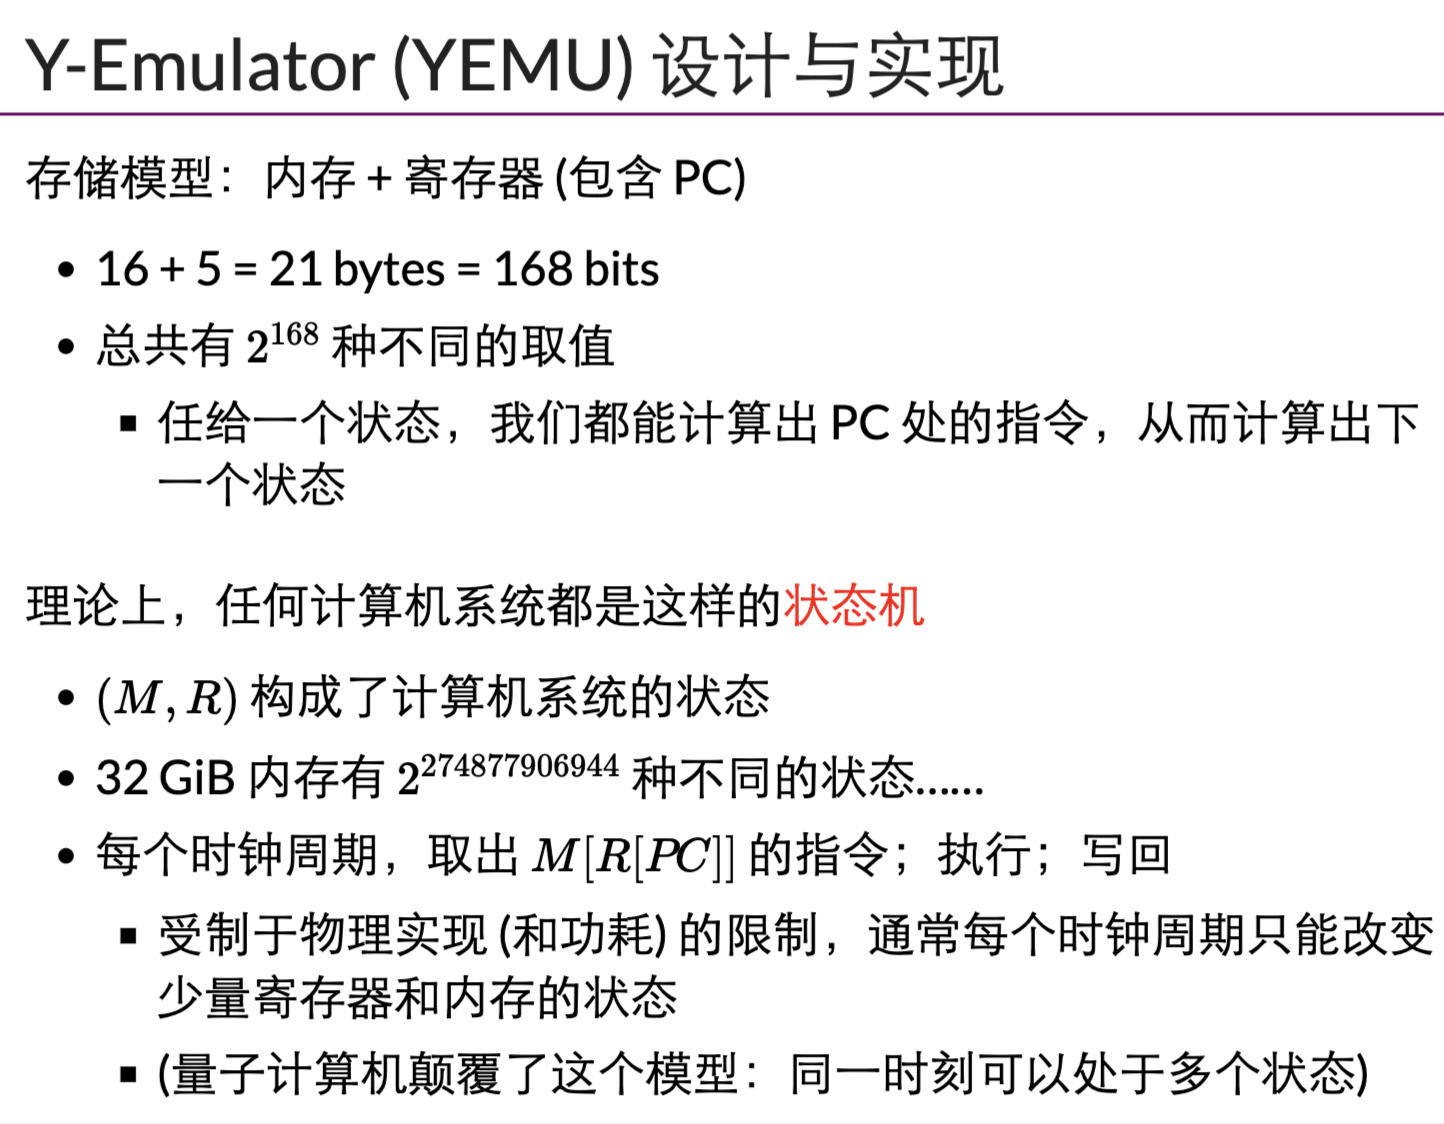 Y-Emulator (YEMU) 设计与实现
存储模型：内存 + 寄存器 (包含 PC)
• 16 + 5 = 21 bytes = 168 bits
• 总共有 2^168 种不同的取值
▪ 任给一个状态，我们都能计算出 PC 处的指令，从而计算出下
一个状态
理论上，任何计算机系统都是这样的状态机
• (M, R) 构成了计算机系统的状态
• 32 GiB 内存有 2^274877906944 种不同的状态……
• 每个时钟周期，取出 M[R[PC]] 的指令；执行；写回
▪ 受制于物理实现 (和功耗) 的限制，通常每个时钟周期只能改变
少量寄存器和内存的状态
▪ (量子计算机颠覆了这个模型：同一时刻可以处于多个状态)